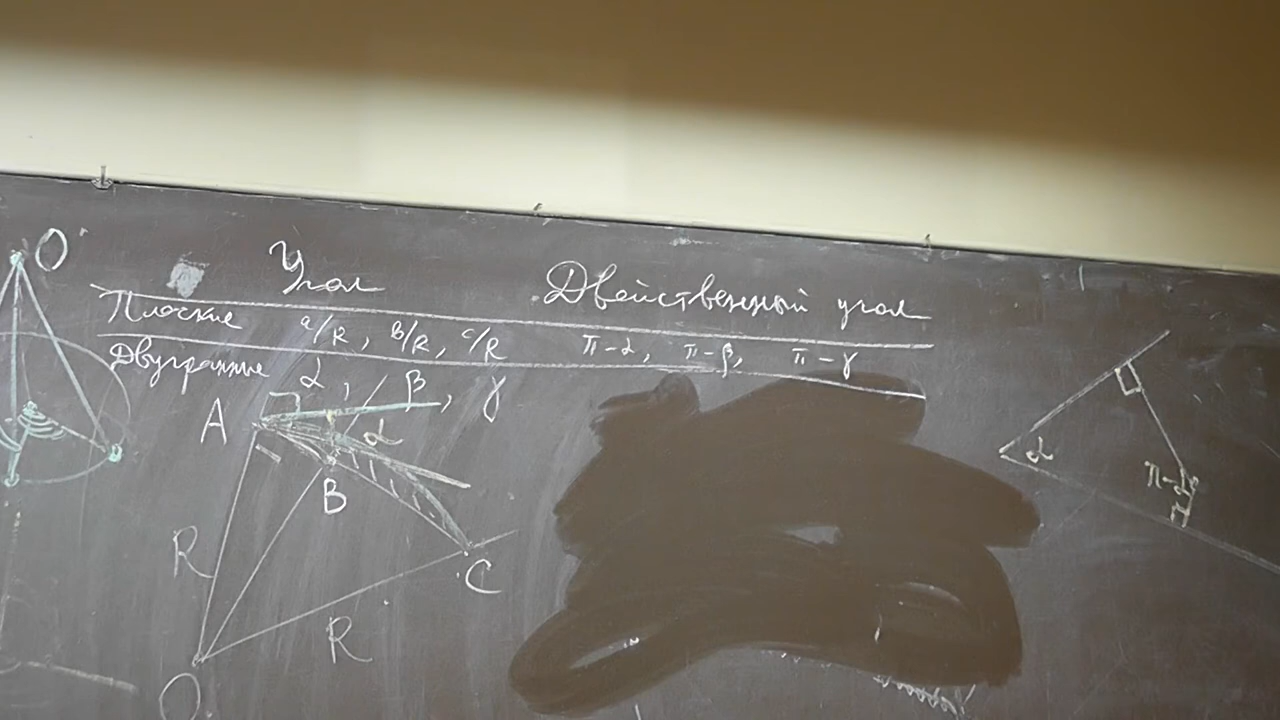 O
Угол Двойственный угол
Плоские a/R, B/R, c/R π-α, π-β, π-γ
Двугранные α, β, γ
A
α
B
α
π-α
R
C
R
O